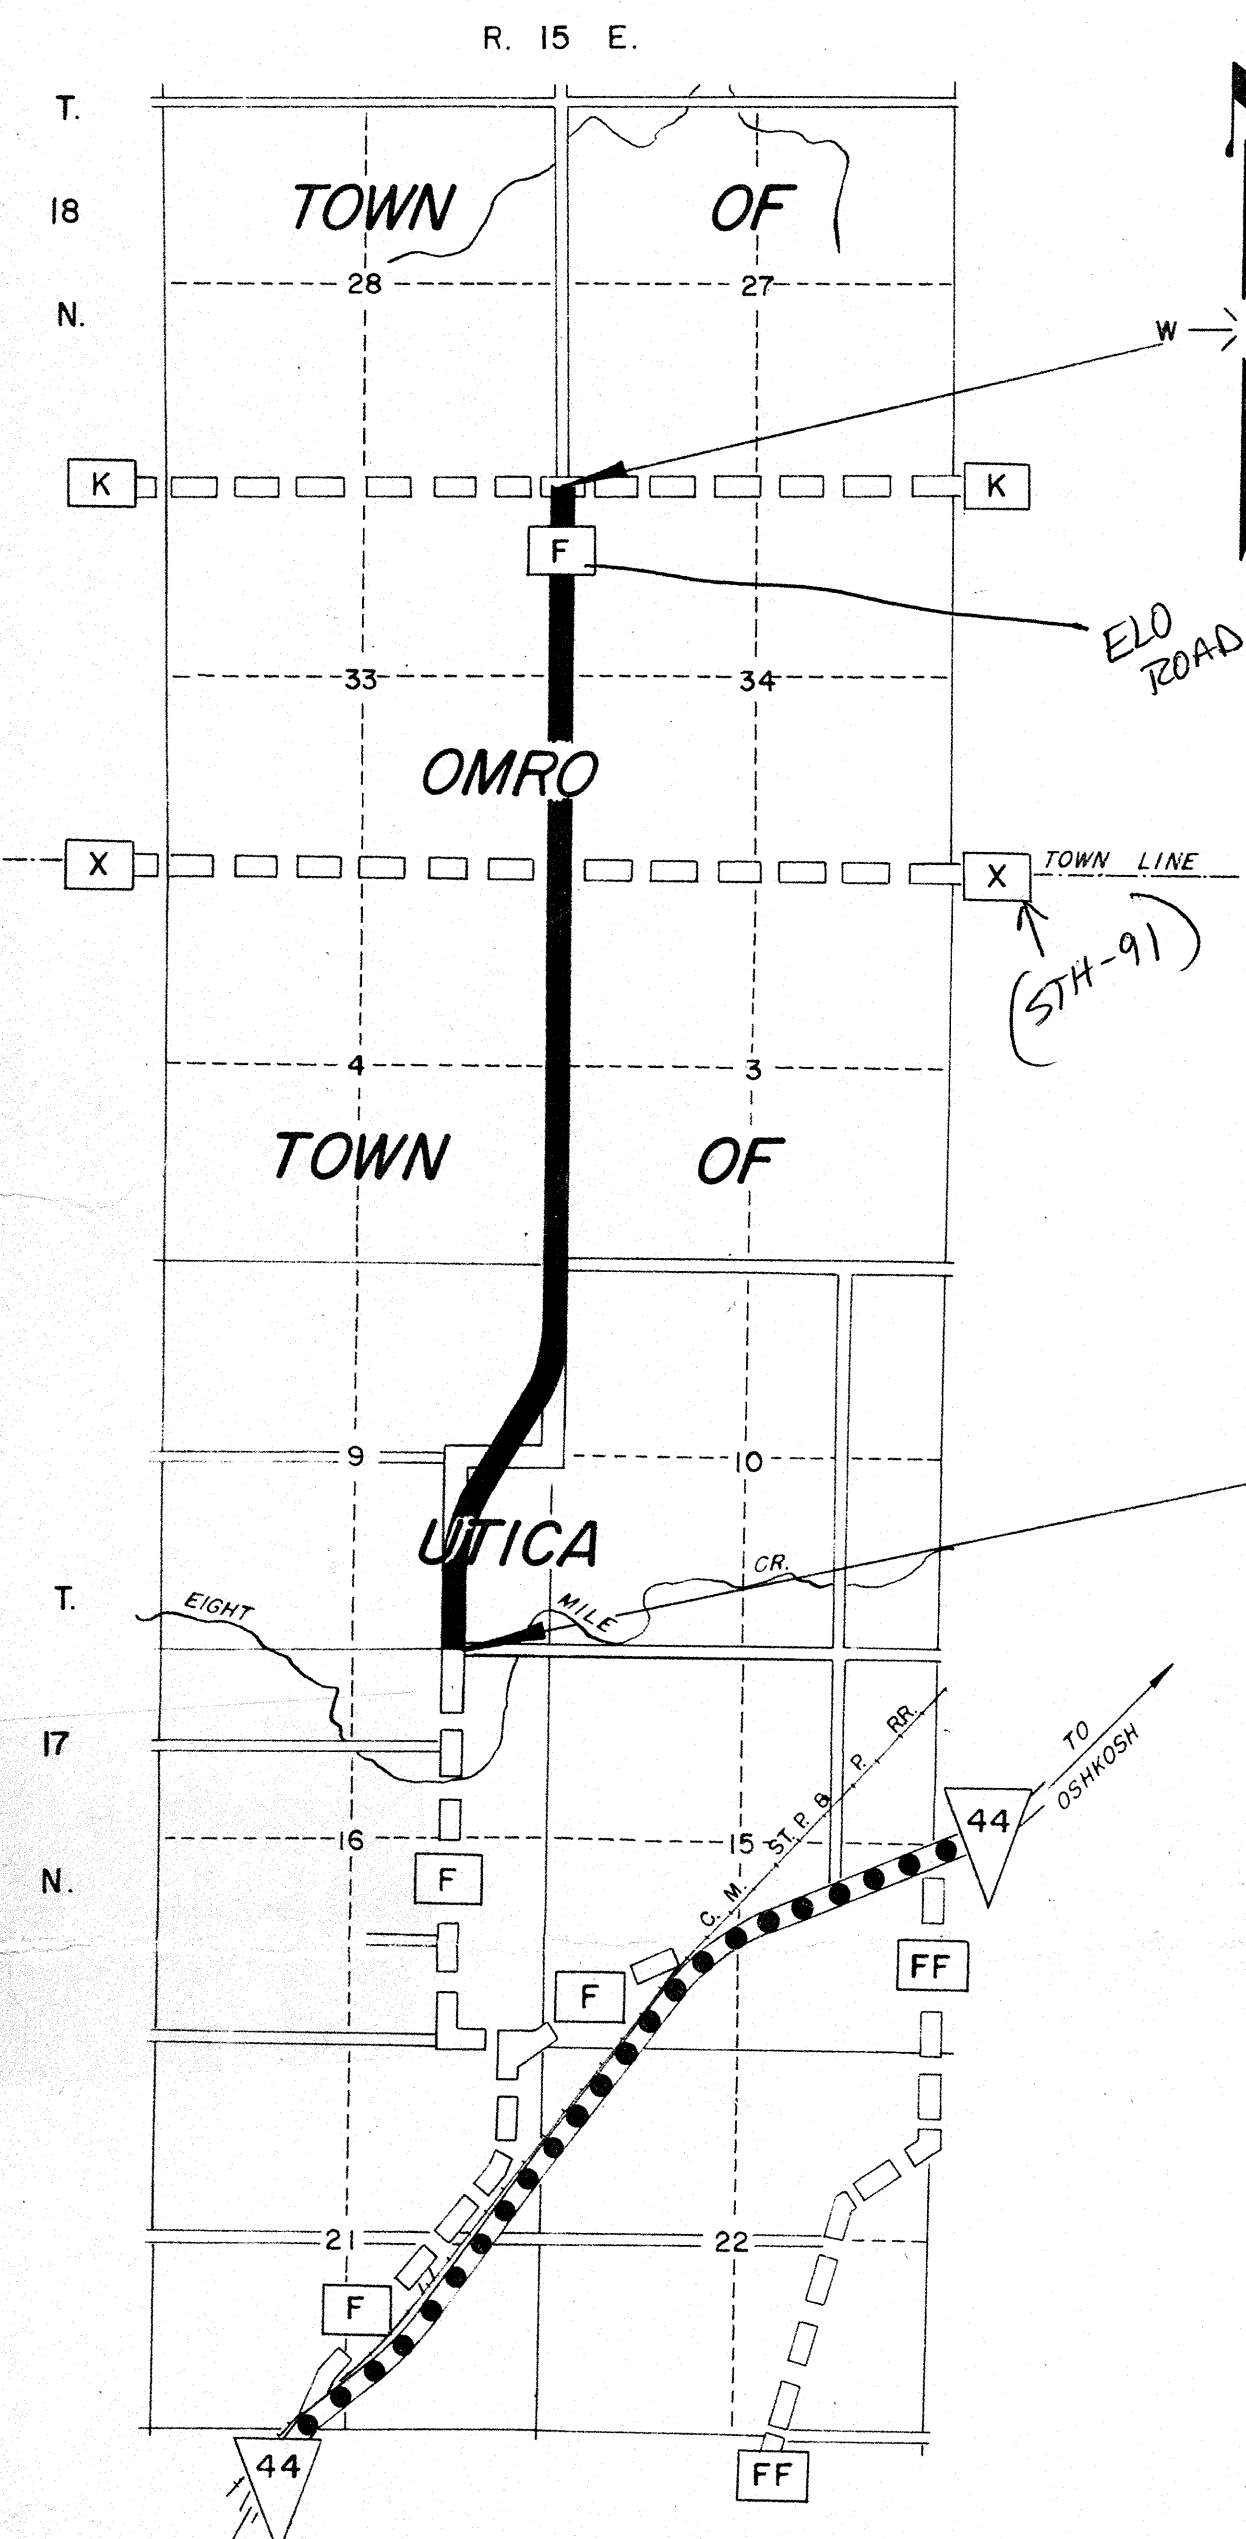 R. 15 E.
T.
18
N.
TOWN OF
28
27
W
K
K
F
ELO
ROAD
33
34
OMRO
X
X
TOWN LINE
(STH-91)
4
3
TOWN OF
9
10
UTICA
T.
EIGHT MILE CR.
17
N.
C. M. ST. P. & P. RR.
TO
OSHKOSH
44
16
15
F
F
FF
21
22
F
44
FF